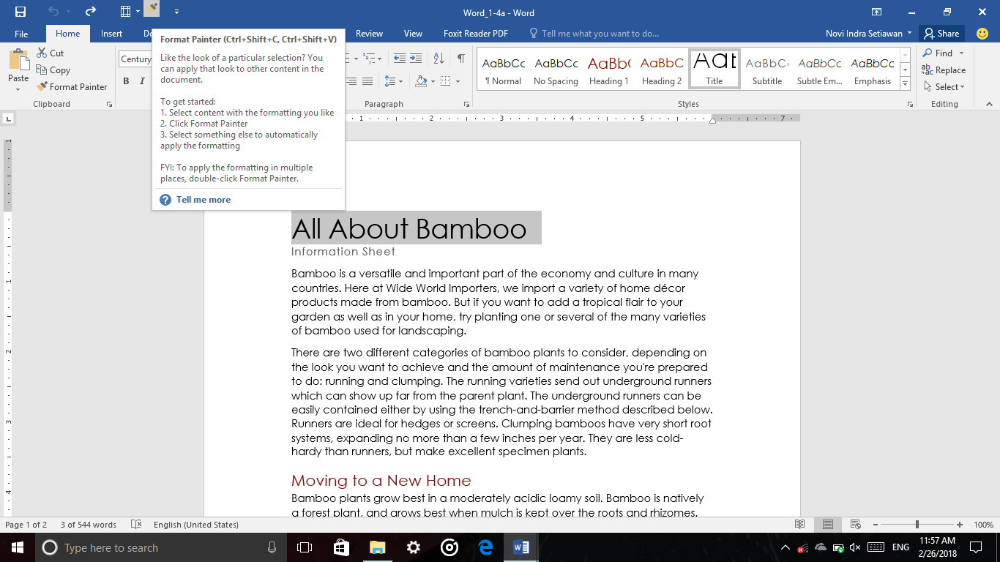 Word_1-4a - Word
File
Home
Insert
De
Review
View
Foxit Reader PDF
Tell me what you want to do...
Novi Indra Setiawan
Share
Paste
Cut
Copy
Format Painter
Clipboard
Century
B I
Format Painter (Ctrl+Shift+C, Ctrl+Shift+V)
Like the look of a particular selection? You
can apply that look to other content in the
document.
To get started:
1. Select content with the formatting you like
2. Click Format Painter
3. Select something else to automatically
apply the formatting
FYI: To apply the formatting in multiple
places, double-click Format Painter.
Tell me more
Paragraph
AaBbCc
¶ Normal
AaBbCc
No Spacing
AaBb(
Heading 1
AaBbC
Heading 2
Aat
Title
AaBbC
Subtitle
AaBbCc
Subtle Em...
AaBbCc
Emphasis
Styles
Find
Replace
Select
Editing
1 2 3 4 5 7
1
1
2
3
4
All About Bamboo
Information Sheet
Bamboo is a versatile and important part of the economy and culture in many
countries. Here at Wide World Importers, we import a variety of home décor
products made from bamboo. But if you want to add a tropical flair to your
garden as well as in your home, try planting one or several of the many varieties
of bamboo used for landscaping.
There are two different categories of bamboo plants to consider, depending on
the look you want to achieve and the amount of maintenance you're prepared
to do: running and clumping. The running varieties send out underground runners
which can show up far from the parent plant. The underground runners can be
easily contained either by using the trench-and-barrier method described below.
Runners are ideal for hedges or screens. Clumping bamboos have very short root
systems, expanding no more than a few inches per year. They are less cold-
hardy than runners, but make excellent specimen plants.
Moving to a New Home
Bamboo plants grow best in a moderately acidic loamy soil. Bamboo is natively
a forest plant, and grows best when mulch is kept over the roots and rhizomes.
Page 1 of 2
3 of 544 words
English (United States)
100%
Type here to search
ENG
11:57 AM
2/26/2018